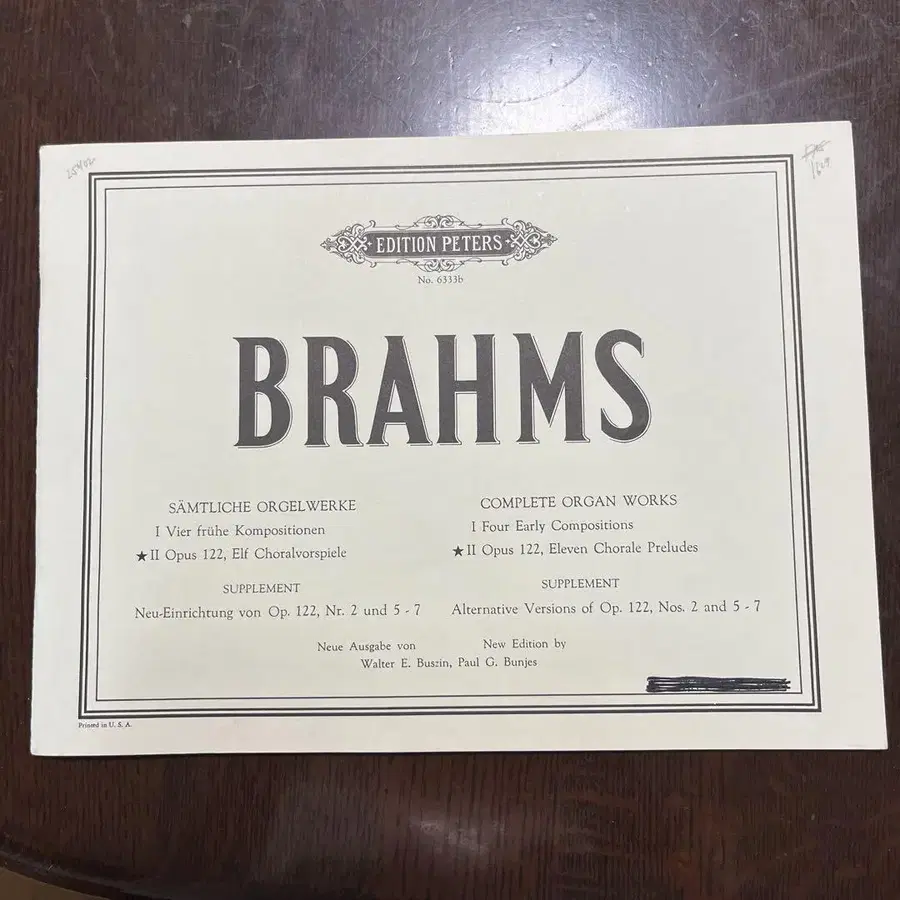 25402
EDITION PETERS
No. 6333b
BRAHMS
SÄMTLICHE ORGELWERKE
I Vier frühe Kompositionen
★ II Opus 122, Elf Choralvorspiele
SUPPLEMENT
Neu-Einrichtung von Op. 122, Nr. 2 und 5 - 7
COMPLETE ORGAN WORKS
I Four Early Compositions
★ II Opus 122, Eleven Chorale Preludes
SUPPLEMENT
Alternative Versions of Op. 122, Nos. 2 and 5 - 7
Neue Ausgabe von New Edition by
Walter E. Buszin, Paul G. Bunjes
Printed in U. S. A.